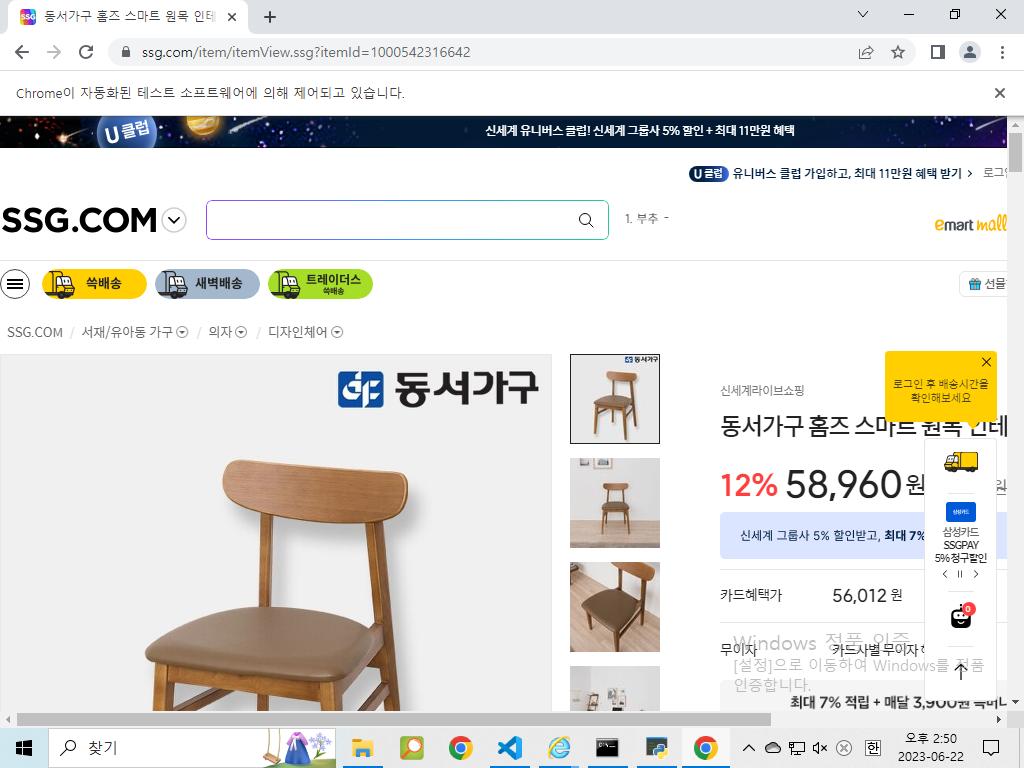 동서가구 홈즈 스마트 원목 인테
ssg.com/item/itemView.ssg?itemId=1000542316642
Chrome이 자동화된 테스트 소프트웨어에 의해 제어되고 있습니다.
U 클럽
신세계 유니버스 클럽! 신세계 그룹사 5% 할인 + 최대 11만원 혜택
U 클럽 유니버스 클럽 가입하고, 최대 11만원 혜택 받기 > 로그인
SSG.COM
1. 부추 -
emart mall
쓱배송
새벽배송
트레이더스
쓱배송
선물
SSG.COM / 서재/유아동 가구 / 의자 / 디자인체어
동서가구
동서가구
로그인 후 배송시간을
확인해보세요
신세계라이브쇼핑
동서가구 홈즈 스마트 원목 인테
12% 58,960원
원
신세계 그룹사 5% 할인받고, 최대 7%
삼성카드
삼성카드
SSGPAY
5% 청구할인
카드혜택가 56,012 원
0
무이자 카드사별 무이자
Windows 정품 인증
[설정]으로 이동하여 Windows를 정품
인증합니다.
최대 7% 적립 + 매달 3,900원 쓱머니
찾기
한
오후 2:50
2023-06-22